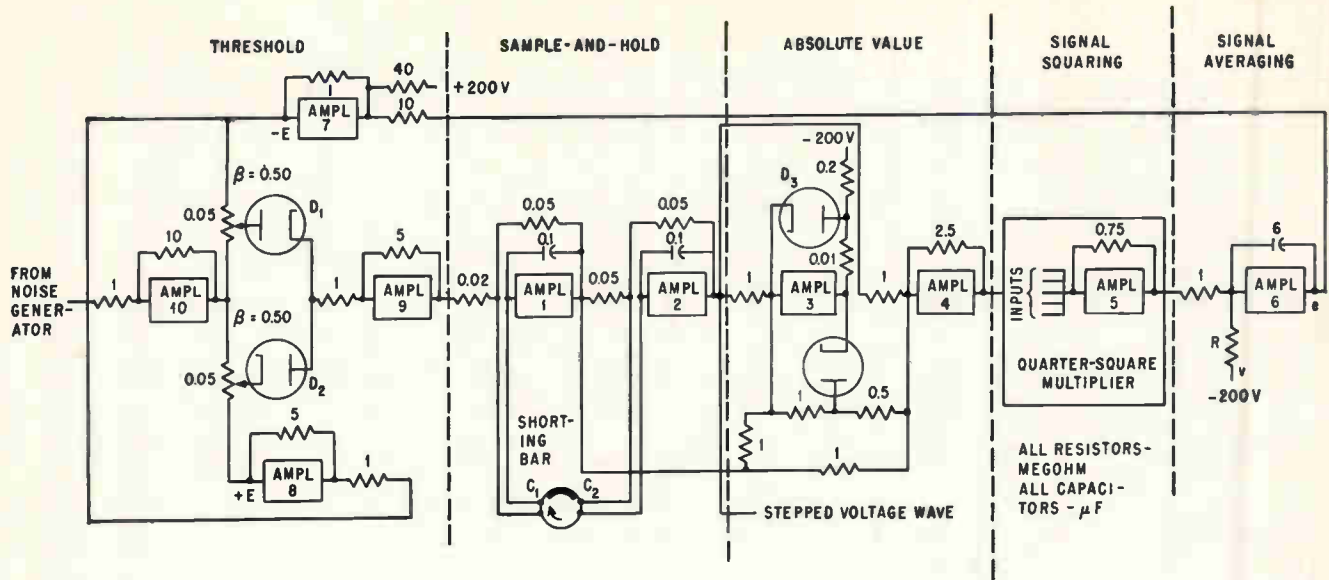 THRESHOLD
SAMPLE-AND-HOLD
ABSOLUTE VALUE
SIGNAL
SQUARING
SIGNAL
AVERAGING
40
+200V
1
AMPL
7
10
-E
β = 0.50
D1
0.05
10
1
AMPL
10
FROM
NOISE
GENER-
ATOR
β = 0.50
0.05
D2
1
5
AMPL
9
5
AMPL
8
+E
1
0.02
0.05
0.1
AMPL
1
0.05
0.05
0.1
AMPL
2
SHORT-
ING
BAR
C1
C2
-200V
0.2
D3
0.01
1
AMPL
3
1
2.5
AMPL
4
1
0.5
1
1
STEPPED VOLTAGE WAVE
INPUTS
0.75
AMPL
5
QUARTER-SQUARE
MULTIPLIER
1
6
AMPL
6
e
R
-200V
ALL RESISTORS-
MEGOHM
ALL CAPACI-
TORS - μF